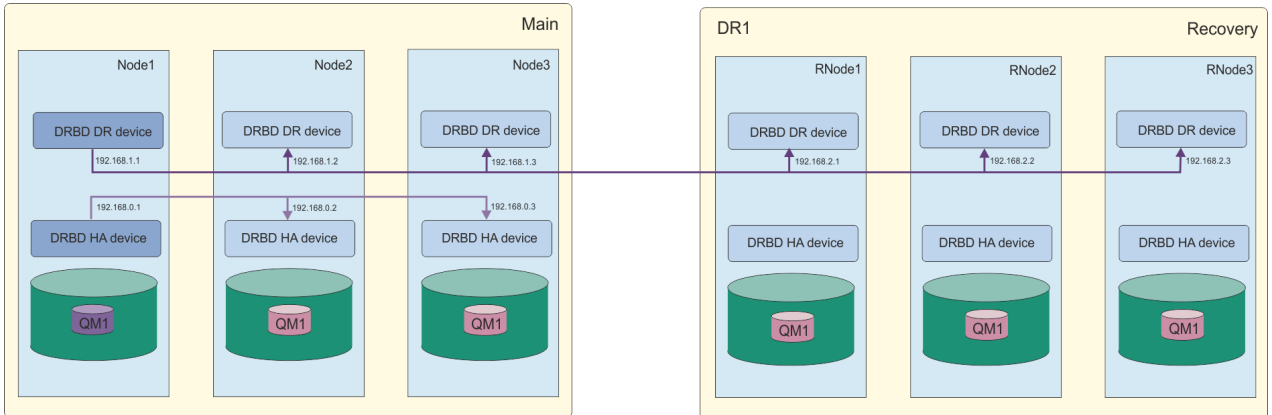 Main
Node1
Node2
Node3
DRBD DR device
DRBD DR device
DRBD DR device
192.168.1.1
192.168.1.2
192.168.1.3
192.168.0.1
192.168.0.2
192.168.0.3
DRBD HA device
DRBD HA device
DRBD HA device
QM1
QM1
QM1
DR1
Recovery
RNode1
RNode2
RNode3
DRBD DR device
DRBD DR device
DRBD DR device
192.168.2.1
192.168.2.2
192.168.2.3
DRBD HA device
DRBD HA device
DRBD HA device
QM1
QM1
QM1